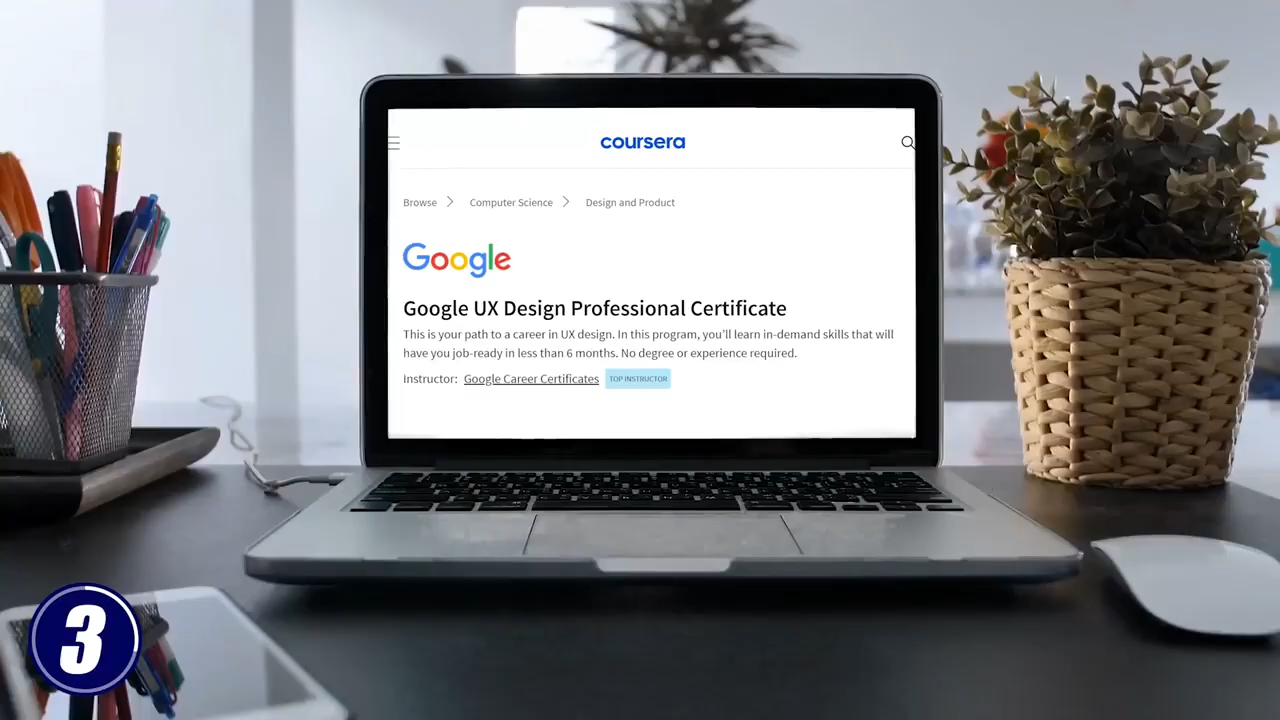 coursera
Browse
Computer Science
Design and Product
Google
Google UX Design Professional Certificate
This is your path to a career in UX design. In this program, you'll learn in-demand skills that will
have you job-ready in less than 6 months. No degree or experience required.
Instructor: Google Career Certificates TOP INSTRUCTOR
3